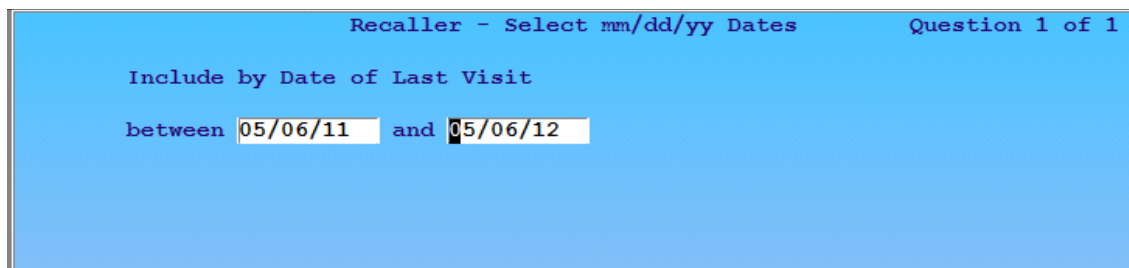 Recaller - Select mm/dd/yy Dates Question 1 of 1
Include by Date of Last Visit
between 05/06/11 and 05/06/12